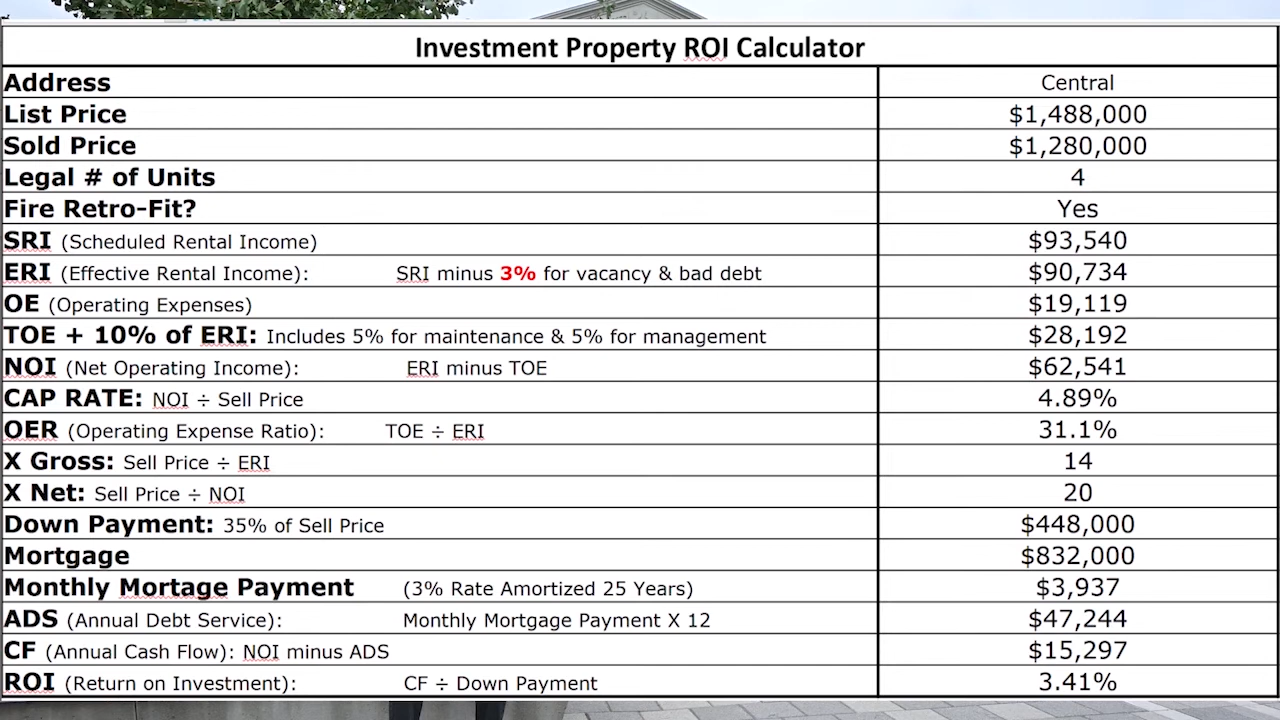 Investment Property ROI Calculator
Address Central
List Price $1,488,000
Sold Price $1,280,000
Legal # of Units 4
Fire Retro-Fit? Yes
SRI (Scheduled Rental Income) $93,540
ERI (Effective Rental Income): SRI minus 3% for vacancy & bad debt $90,734
OE (Operating Expenses) $19,119
TOE + 10% of ERI: Includes 5% for maintenance & 5% for management $28,192
NOI (Net Operating Income): ERI minus TOE $62,541
CAP RATE: NOI ÷ Sell Price 4.89%
OER (Operating Expense Ratio): TOE ÷ ERI 31.1%
X Gross: Sell Price ÷ ERI 14
X Net: Sell Price ÷ NOI 20
Down Payment: 35% of Sell Price $448,000
Mortgage $832,000
Monthly Mortage Payment (3% Rate Amortized 25 Years) $3,937
ADS (Annual Debt Service): Monthly Mortgage Payment X 12 $47,244
CF (Annual Cash Flow): NOI minus ADS $15,297
ROI (Return on Investment): CF ÷ Down Payment 3.41%